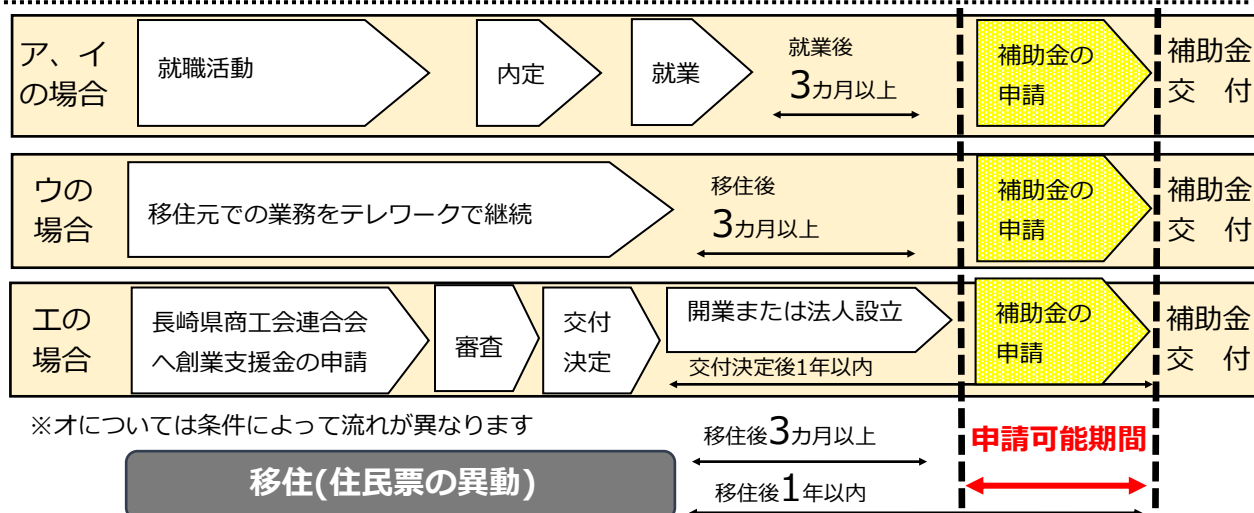 ア、イ
の場合
就職活動
内定
就業
就業後
3カ月以上
補助金の
申請
補助金
交　付
ウの
場合
移住元での業務をテレワークで継続
移住後
3カ月以上
補助金の
申請
補助金
交　付
エの
場合
長崎県商工会連合会
へ創業支援金の申請
審査
交付
決定
開業または法人設立
交付決定後1年以内
補助金の
申請
補助金
交　付
※オについては条件によって流れが異なります
移住(住民票の異動)
移住後3カ月以上
移住後1年以内
申請可能期間